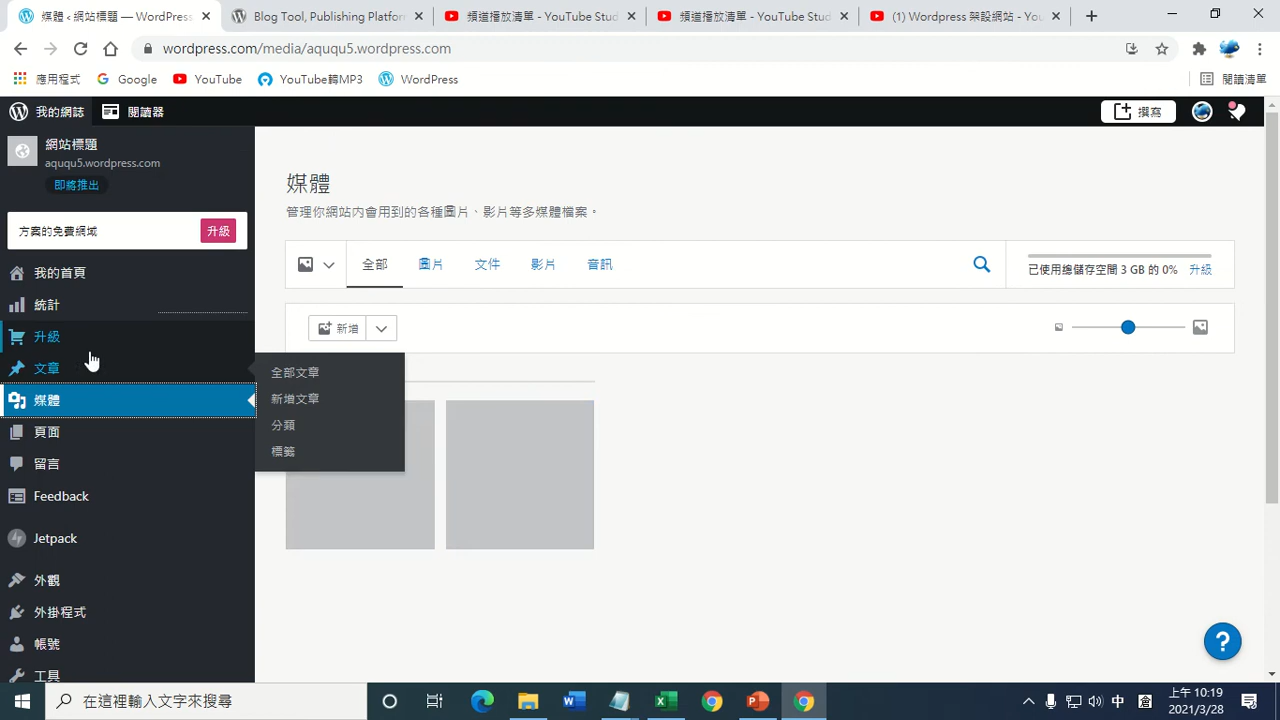 媒體 ‹ 網站標題 — WordPress
Blog Tool, Publishing Platform
頻道播放清單 - YouTube Stud
頻道播放清單 - YouTube Stud
(1) Wordpress 架設網站 - YouTu
wordpress.com/media/aququ5.wordpress.com
應用程式
Google
YouTube
YouTube轉MP3
WordPress
閱讀清單
我的網誌
閱讀器
撰寫
網站標題
aququ5.wordpress.com
即將推出
方案的免費網域
升級
我的首頁
統計
升級
文章
媒體
頁面
留言
Feedback
Jetpack
外觀
外掛程式
帳號
工具
全部文章
新增文章
分類
標籤
媒體
管理你網站內會用到的各種圖片、影片等多媒體檔案。
全部
圖片
文件
影片
音訊
已使用總儲存空間 3 GB 的 0%
升級
新增
?
在這裡輸入文字來搜尋
中
倉
上午 10:19
2021/3/28